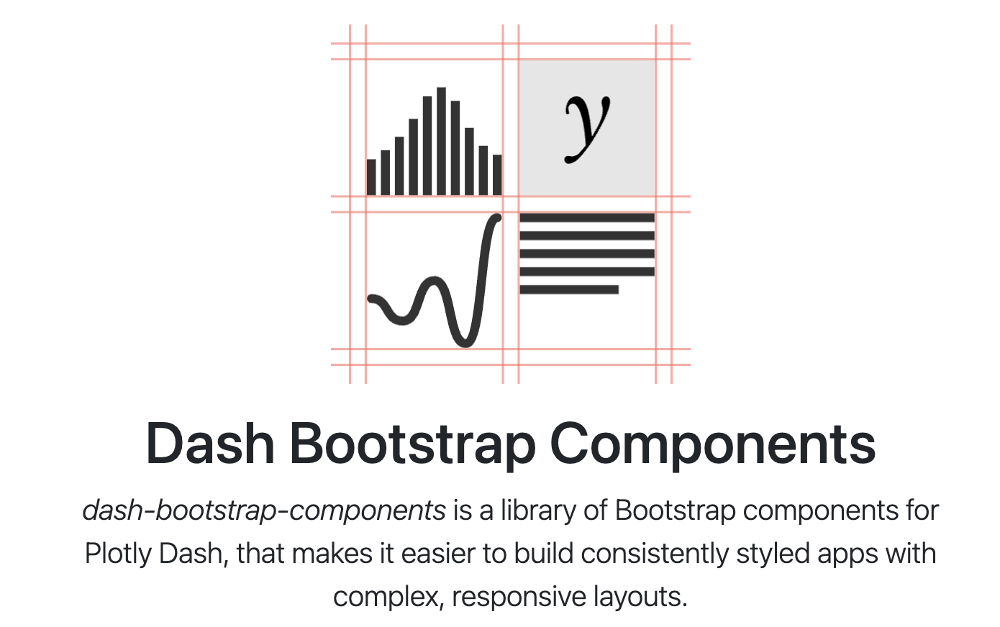 y
Dash Bootstrap Components
dash-bootstrap-components is a library of Bootstrap components for
Plotly Dash, that makes it easier to build consistently styled apps with
complex, responsive layouts.